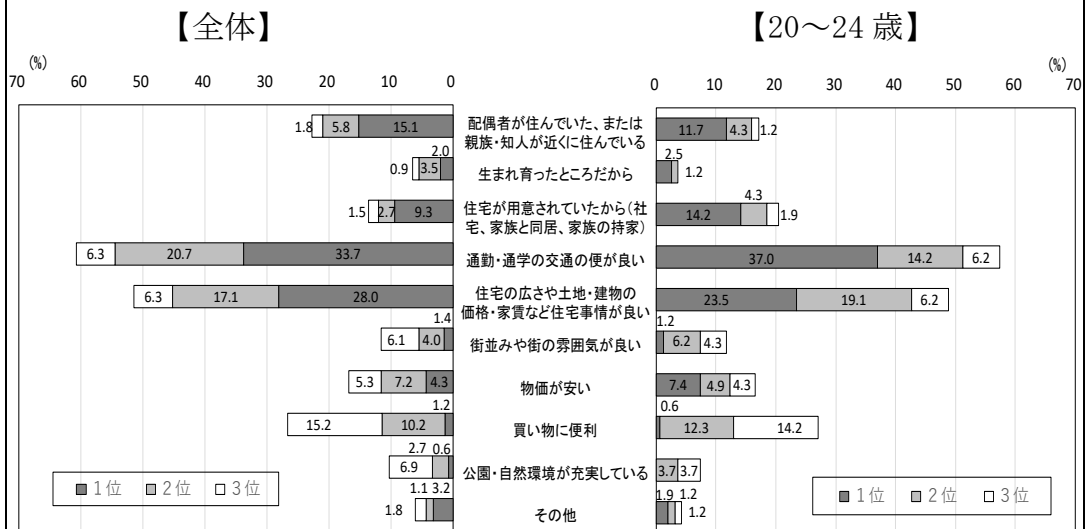 【全体】
【20～24 歳】
(%)
(%)
70 60 50 40 30 20 10 0
0 10 20 30 40 50 60 70
1.8 5.8 15.1
配偶者が住んでいた、または
親族・知人が近くに住んでいる
11.7 4.3 1.2
2.0
0.9 3.5
生まれ育ったところだから
2.5
1.2
1.5 2.7 9.3
住宅が用意されていたから（社
宅、家族と同居、家族の持家）
4.3
14.2 1.9
6.3 20.7 33.7
通勤・通学の交通の便が良い
37.0 14.2 6.2
6.3 17.1 28.0
住宅の広さや土地・建物の
価格・家賃など住宅事情が良い
23.5 19.1 6.2
1.4
6.1 4.0
街並みや街の雰囲気が良い
1.2
6.2 4.3
5.3 7.2 4.3
物価が安い
7.4 4.9 4.3
1.2
15.2 10.2
買い物に便利
0.6
12.3 14.2
2.7 0.6
6.9
公園・自然環境が充実している
3.7 3.7
1.1 3.2
1.8
その他
1.9 1.2
1.2
■1位 ■2位 □3位
■1位 ■2位 □3位